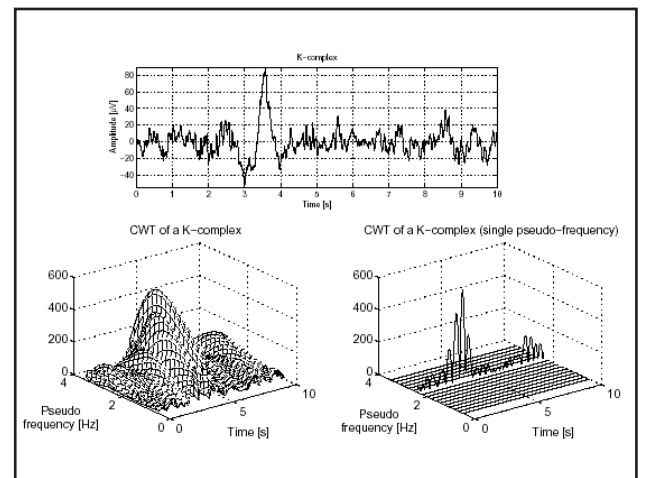 K-complex
80
60
40
20
0
-20
-40
Amplitude [μV]
0 1 2 3 4 5 6 7 8 9 10
Time [s]
CWT of a K-complex
600
400
200
0
4
2
0
0
5
10
Pseudo
frequency [Hz]
Time [s]
CWT of a K-complex (single pseudo-frequency)
600
400
200
0
4
2
0
0
5
10
Pseudo
frequency [Hz]
Time [s]